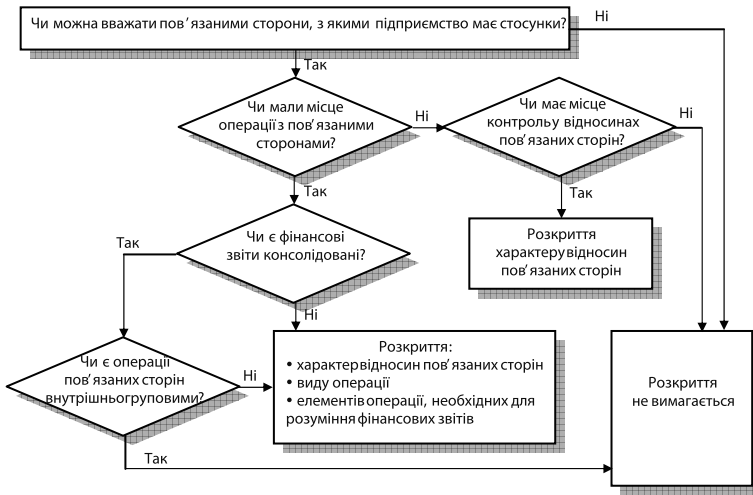 Чи можна вважати пов’язаними сторони, з якими підприємство має стосунки?
Ні
Так
Чи мали місце
операції з пов’язаними
сторонами?
Ні
Чи має місце
контроль у відносинах
пов’язаних сторін?
Ні
Так
Так
Розкриття
характеру відносин
пов’язаних сторін
Чи є фінансові
звіти консолідовані?
Так
Ні
Чи є операції
пов’язаних сторін
внутрішньогруповими?
Ні
Розкриття:
• характер відносин пов’язаних сторін
• виду операції
• елементів операції, необхідних для
розуміння фінансових звітів
Розкриття
не вимагається
Так